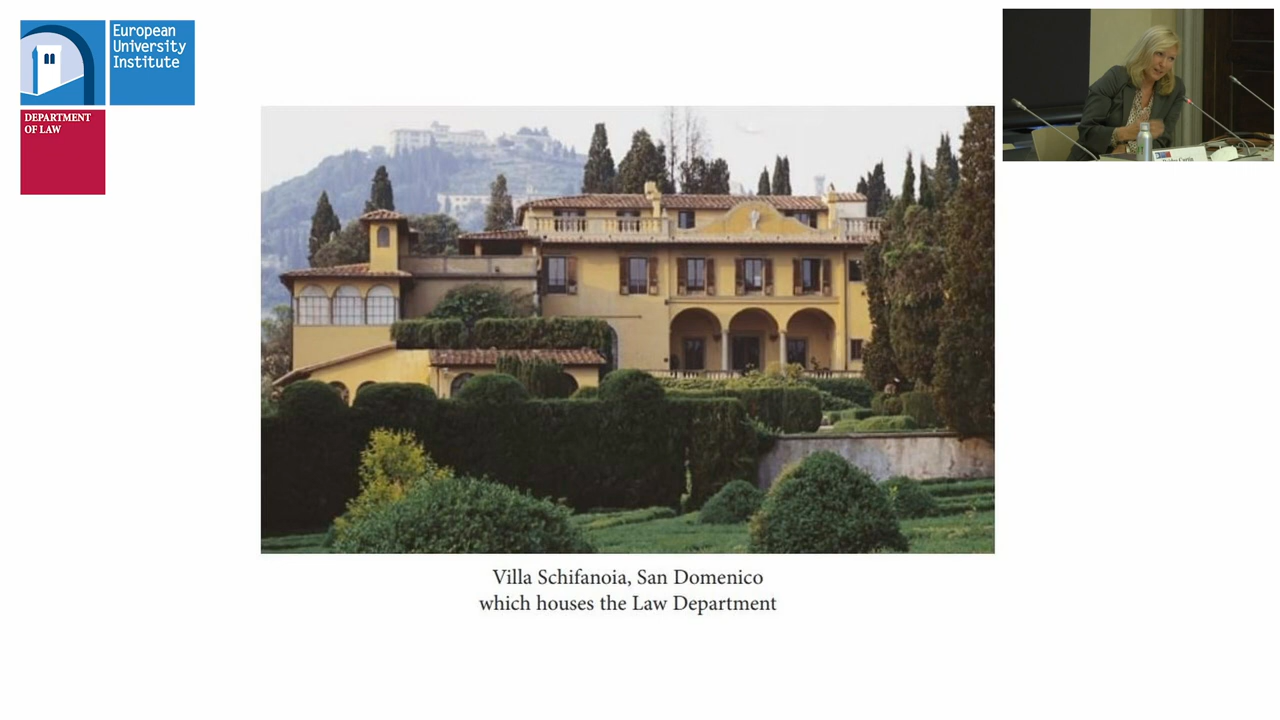 European
University
Institute
DEPARTMENT
OF LAW
Villa Schifanoia, San Domenico
which houses the Law Department